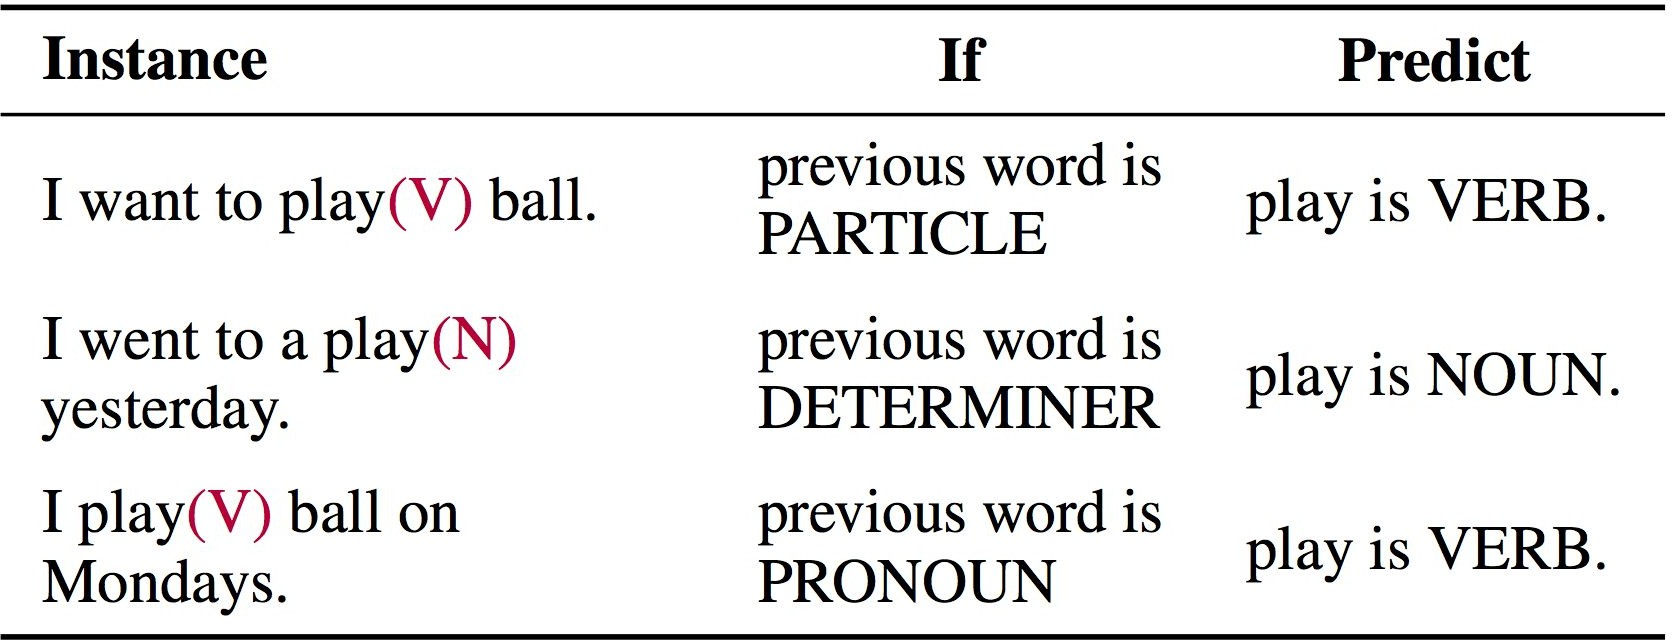 Instance If Predict
I want to play(V) ball.
previous word is
PARTICLE
play is VERB.
I went to a play(N)
yesterday.
previous word is
DETERMINER
play is NOUN.
I play(V) ball on
Mondays.
previous word is
PRONOUN
play is VERB.